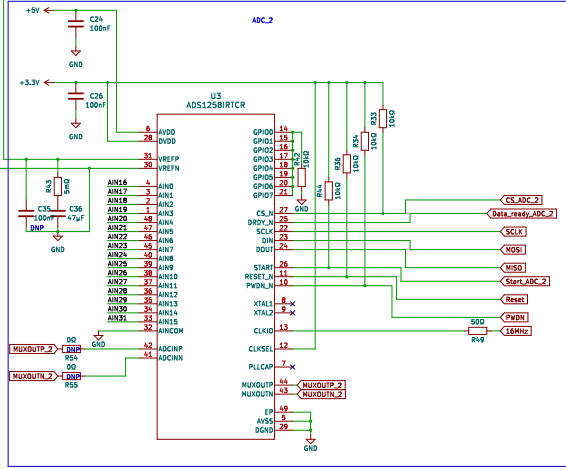 ADC_2
+5V
C24
100nF
GND
+3.3V
C26
100nF
GND
U3
ADS1258IRTCR
6 AVDD
28 DVDD
31 VREFP
30 VREFN
AIN16 4 AIN0
AIN17 3 AIN1
AIN18 2 AIN2
AIN19 1 AIN3
AIN20 48 AIN4
AIN21 47 AIN5
AIN22 46 AIN6
AIN23 45 AIN7
AIN24 40 AIN8
AIN25 39 AIN9
AIN26 38 AIN10
AIN27 37 AIN11
AIN28 36 AIN12
AIN29 35 AIN13
AIN30 34 AIN14
AIN31 33 AIN15
32 AINCOM
GND
42 ADCINP
41 ADCINN
GPIO0 14
GPIO1 15
GPIO2 16
GPIO3 17
GPIO4 18
GPIO5 19
GPIO6 20
GPIO7 21
CS_N 27
DRDY_N 25
SCLK 22
DIN 23
DOUT 24
START 26
RESET_N 11
PWDN_N 10
XTAL1 8
XTAL2 9
CLKIO 13
CLKSEL 12
PLLCAP 7
MUXOUTP 44 MUXOUTP_2
MUXOUTN 43 MUXOUTN_2
EP 49
AVSS 5
DGND 29
GND
R43
5mΩ
C35
100nF
DNP
C36
47µF
GND
MUXOUTP_2
0Ω
DNP
R54
MUXOUTN_2
0Ω
DNP
R55
R42
10kΩ
GND
R44
10kΩ
R36
10kΩ
R34
10kΩ
R33
10kΩ
CS_ADC_2
Data_ready_ADC_2
SCLK
MOSI
MISO
Start_ADC_2
Reset
PWDN
50Ω
R49
16MHz